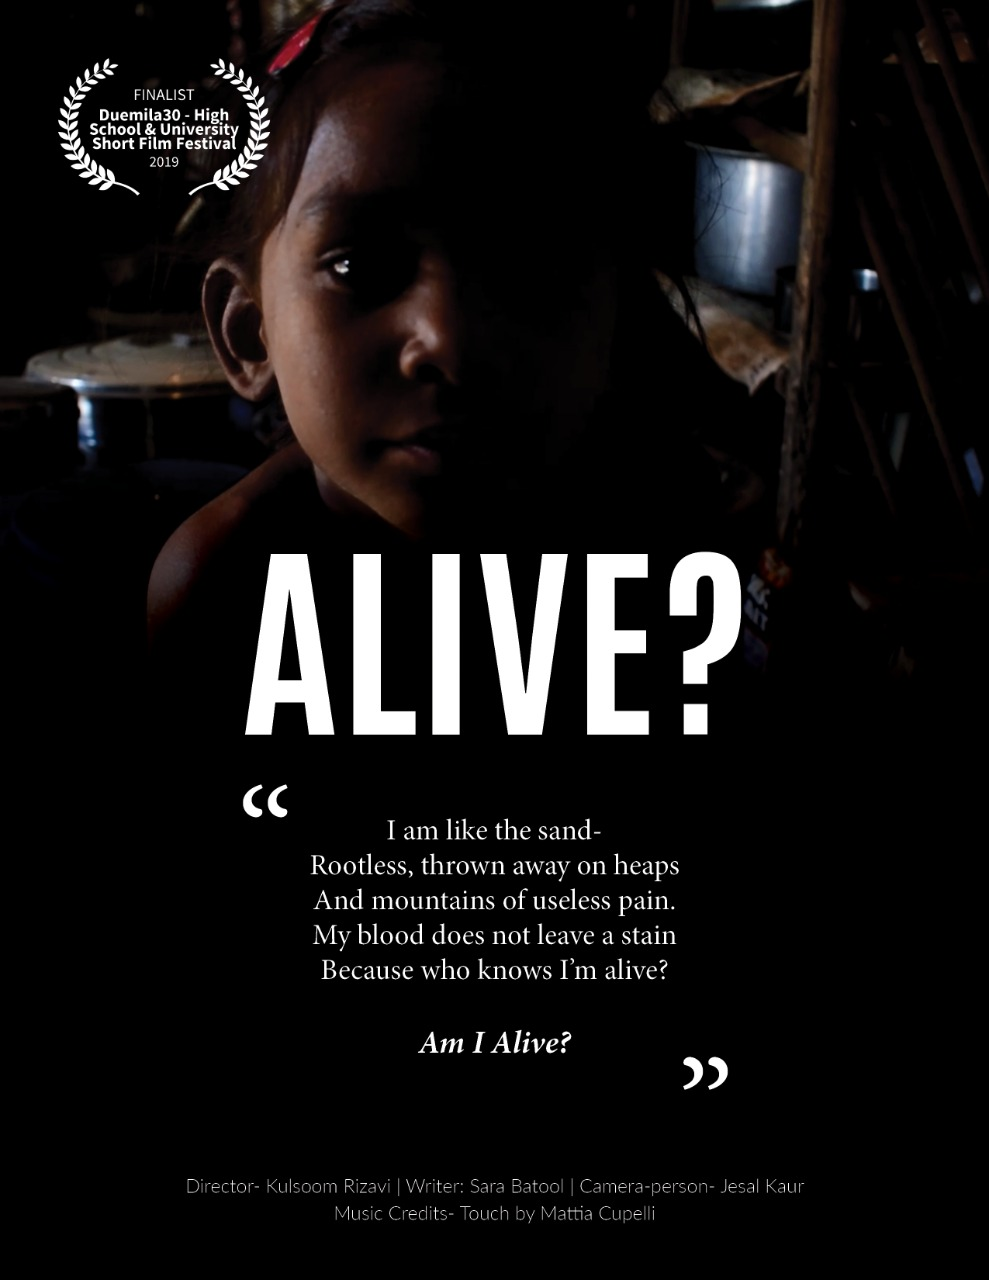 FINALIST
Duemila30 - High
School & University
Short Film Festival
2019
ALIVE?
“
I am like the sand-
Rootless, thrown away on heaps
And mountains of useless pain.
My blood does not leave a stain
Because who knows I’m alive?
Am I Alive?
”
Director- Kulsoom Rizavi | Writer: Sara Batool | Camera-person- Jesal Kaur
Music Credits- Touch by Mattia Cupelli